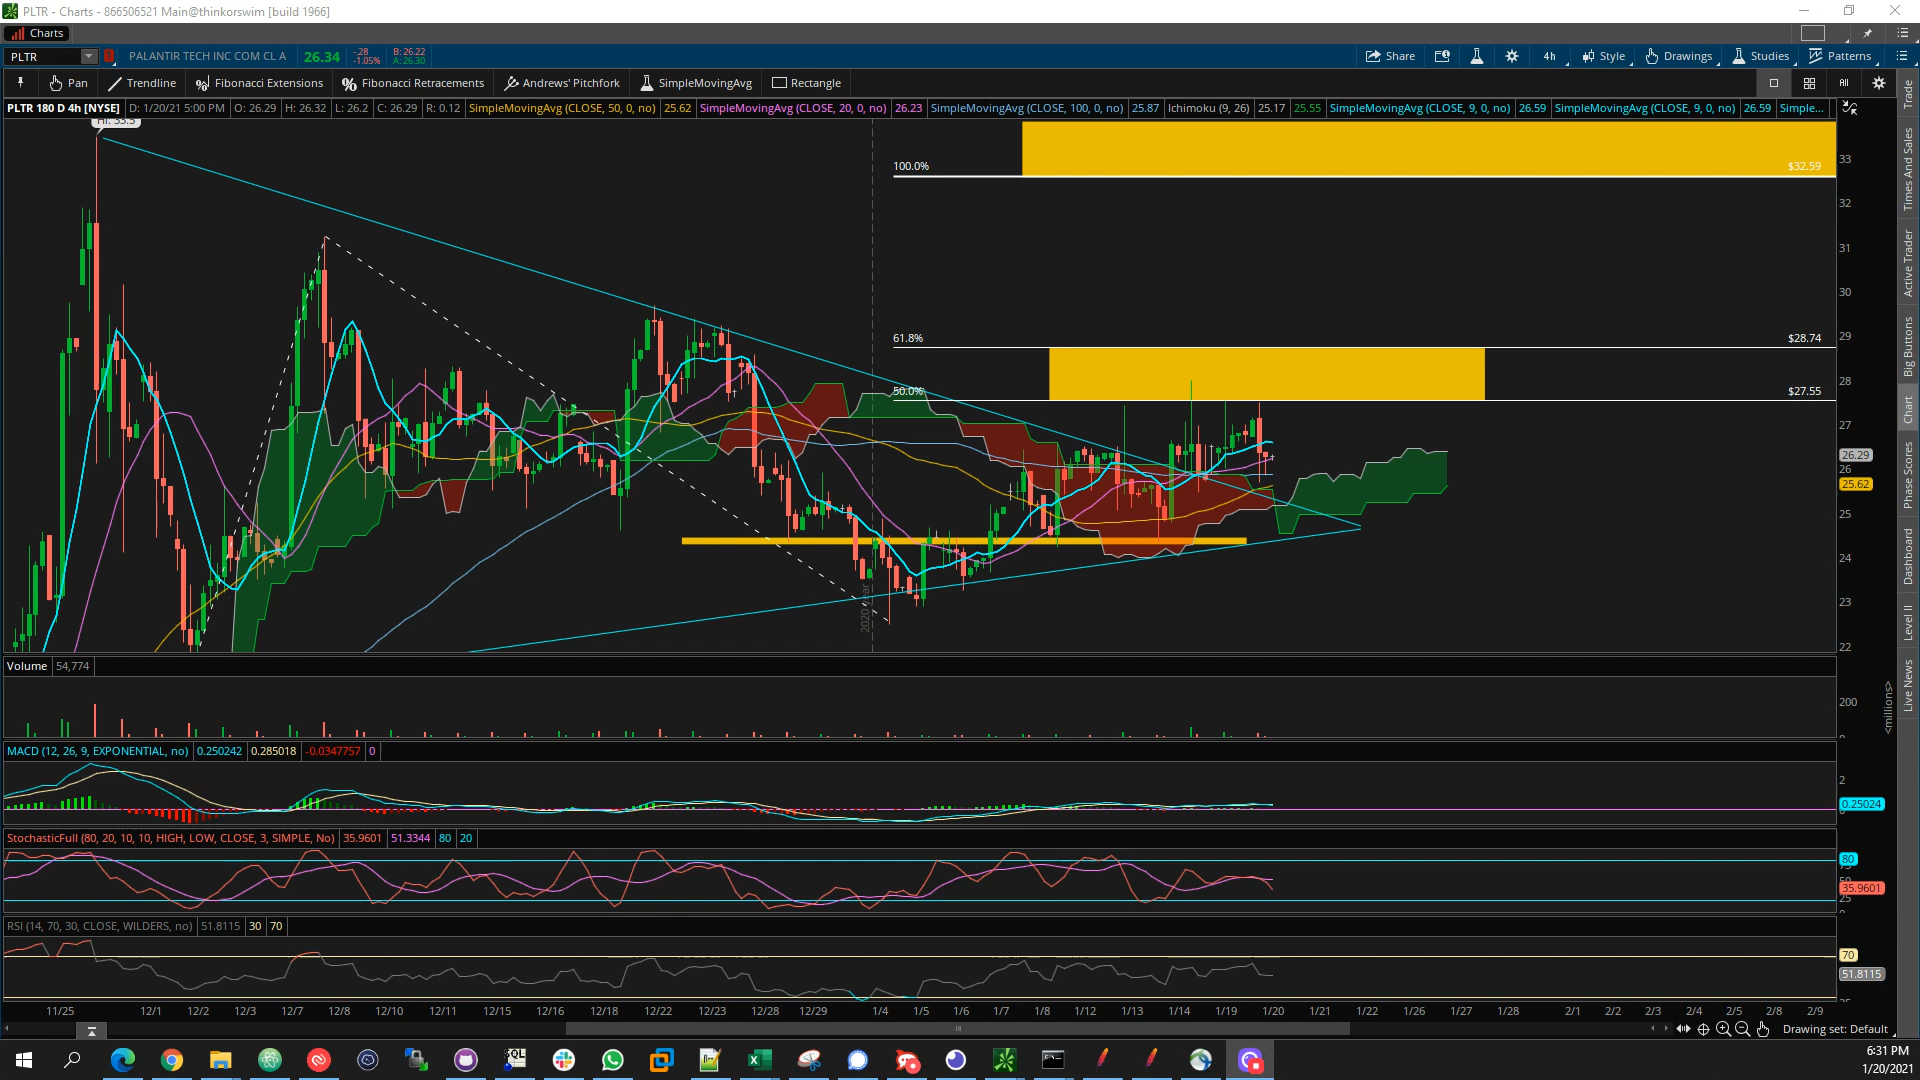 PLTR - Charts - 866506521 Main@thinkorswim [build 1966]
Charts
PLTR PALANTIR TECH INC COM CL A 26.34 -.28 -1.05% B: 26.22 A: 26.30 Share 4h Style Drawings Studies Patterns
Pan Trendline Fibonacci Extensions Fibonacci Retracements Andrews' Pitchfork SimpleMovingAvg Rectangle All
PLTR 180 D 4h [NYSE] D: 1/20/21 5:00 PM O: 26.29 H: 26.32 L: 26.2 C: 26.29 R: 0.12 SimpleMovingAvg (CLOSE, 50, 0, no) 25.62 SimpleMovingAvg (CLOSE, 20, 0, no) 26.23 SimpleMovingAvg (CLOSE, 100, 0, no) 25.87 Ichimoku (9, 26) 25.17 25.55 SimpleMovingAvg (CLOSE, 9, 0, no) 26.59 SimpleMovingAvg (CLOSE, 9, 0, no) 26.59 Simple...
Hi: 33.5
100.0% $32.59
61.8% $28.74
50.0% $27.55
2020 year
33
32
31
30
29
28
27
26.29
26
25.62
25
24
23
22
Volume 54,774
200
0
<millions>
MACD (12, 26, 9, EXPONENTIAL, no) 0.250242 0.285018 -0.0347757 0
2
0.25024
StochasticFull (80, 20, 10, 10, HIGH, LOW, CLOSE, 3, SIMPLE, No) 35.9601 51.3344 80 20
80
35.9601
25
RSI (14, 70, 30, CLOSE, WILDERS, no) 51.8115 30 70
70
51.8115
11/25 12/1 12/2 12/3 12/7 12/8 12/10 12/11 12/15 12/16 12/18 12/22 12/23 12/28 12/29 1/4 1/5 1/6 1/7 1/8 1/12 1/13 1/14 1/19 1/20 1/21 1/22 1/26 1/27 1/28 2/1 2/2 2/3 2/4 2/5 2/8 2/9
Drawing set: Default
Trade
Times And Sales
Active Trader
Big Buttons
Chart
Phase Scores
Dashboard
Level II
Live News
SQL
6:31 PM
1/20/2021